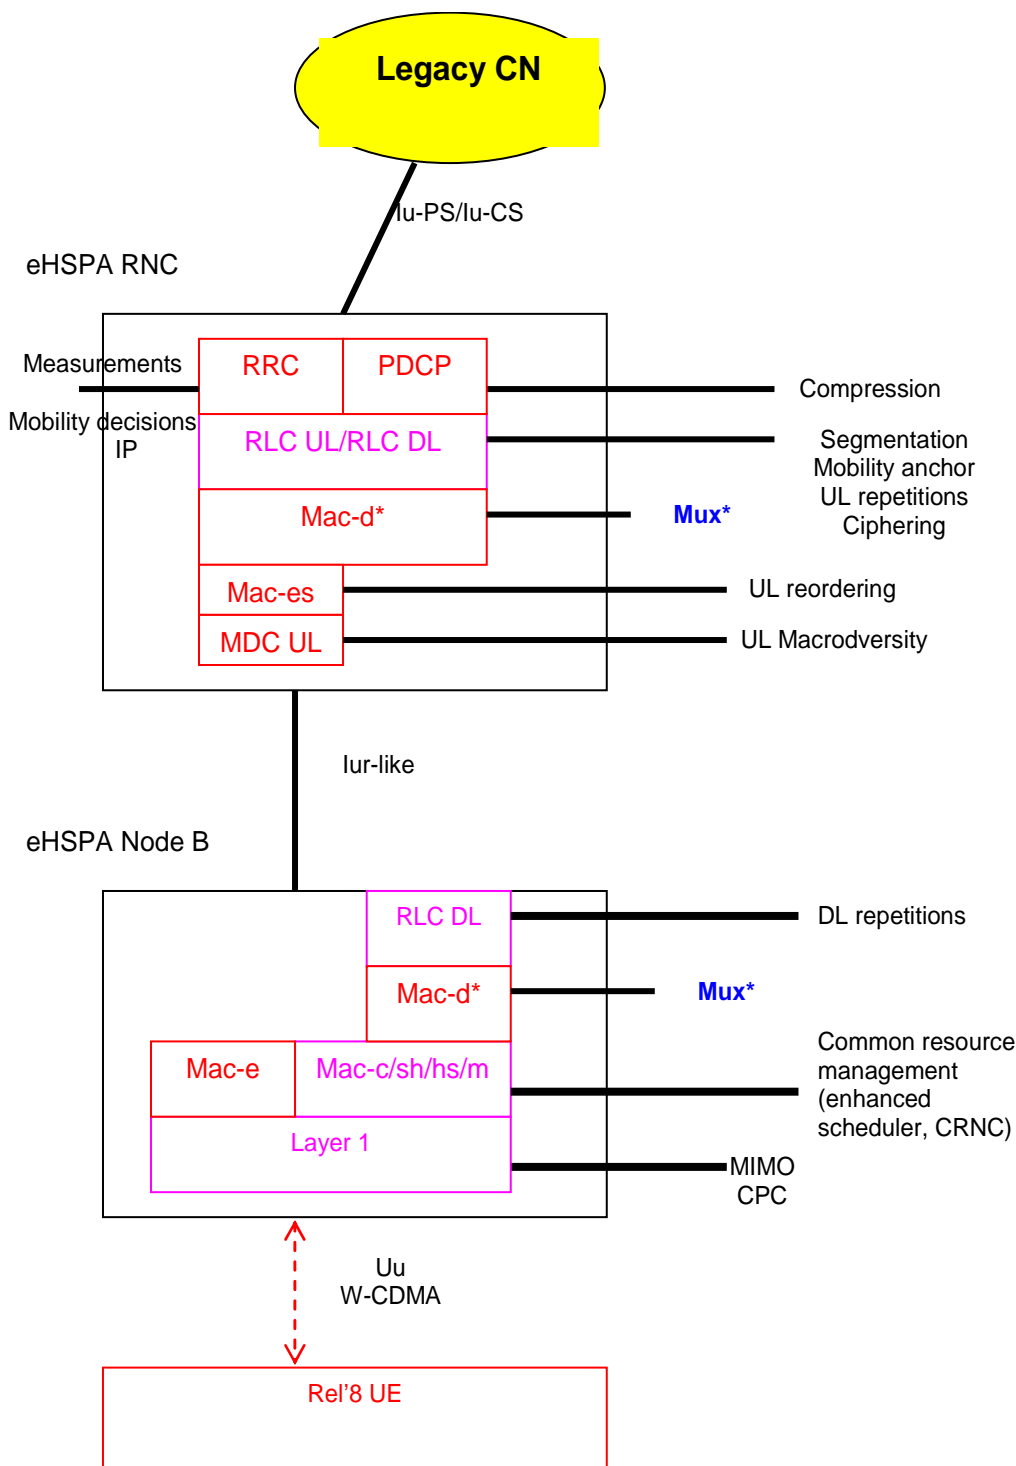 Legacy CN
Iu-PS/Iu-CS
eHSPA RNC
Measurements
RRC
PDCP
Compression
Mobility decisions
IP
RLC UL/RLC DL
Segmentation
Mobility anchor
UL repetitions
Ciphering
Mac-d*
Mux*
Mac-es
UL reordering
MDC UL
UL Macrodversity
Iur-like
eHSPA Node B
RLC DL
DL repetitions
Mac-d*
Mux*
Mac-e
Mac-c/sh/hs/m
Common resource
management
(enhanced
scheduler, CRNC)
Layer 1
MIMO
CPC
Uu
W-CDMA
Rel'8 UE